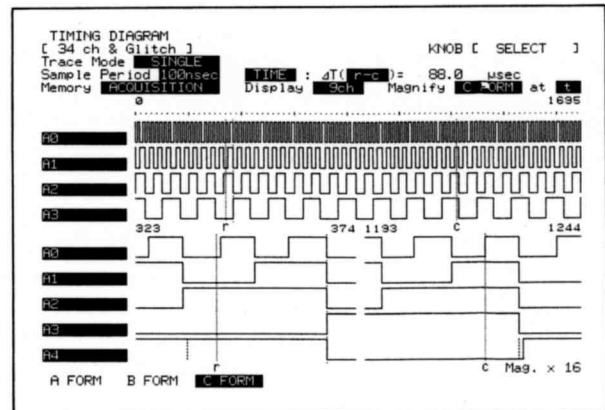 TIMING DIAGRAM
[ 34 ch & Glitch ] KNOB [ SELECT ]
Trace Mode SINGLE
Sample Period 100nsec TIME : ΔT( r-c )= 88.0 μsec
Memory ACQUISITION Display 9ch Magnify C FORM at t
0 1695
A0
A1
A2
A3
323 r 374 1193 c 1244
A0
A1
A2
A3
A4
r c Mag. × 16
A FORM B FORM C FORM